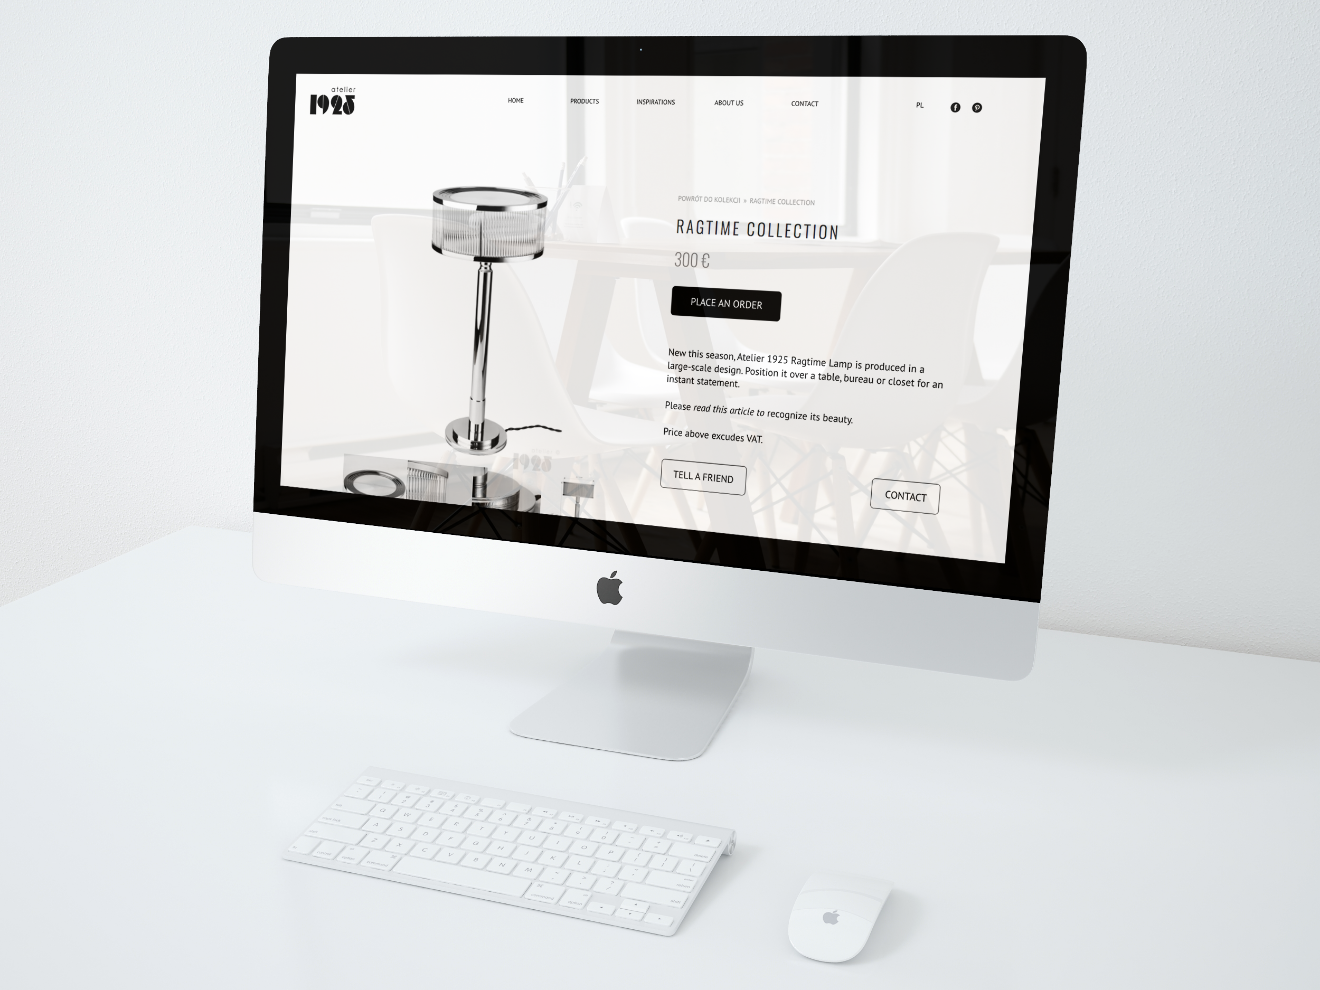 atelier
1925
HOME PRODUCTS INSPIRATIONS ABOUT US CONTACT PL
POWRÓT DO KOLEKCJI » RAGTIME COLLECTION
RAGTIME COLLECTION
300 €
PLACE AN ORDER
New this season, Atelier 1925 Ragtime Lamp is produced in a
large-scale design. Position it over a table, bureau or closet for an
instant statement.
Please read this article to recognize its beauty.
Price above excudes VAT.
TELL A FRIEND
CONTACT
1925